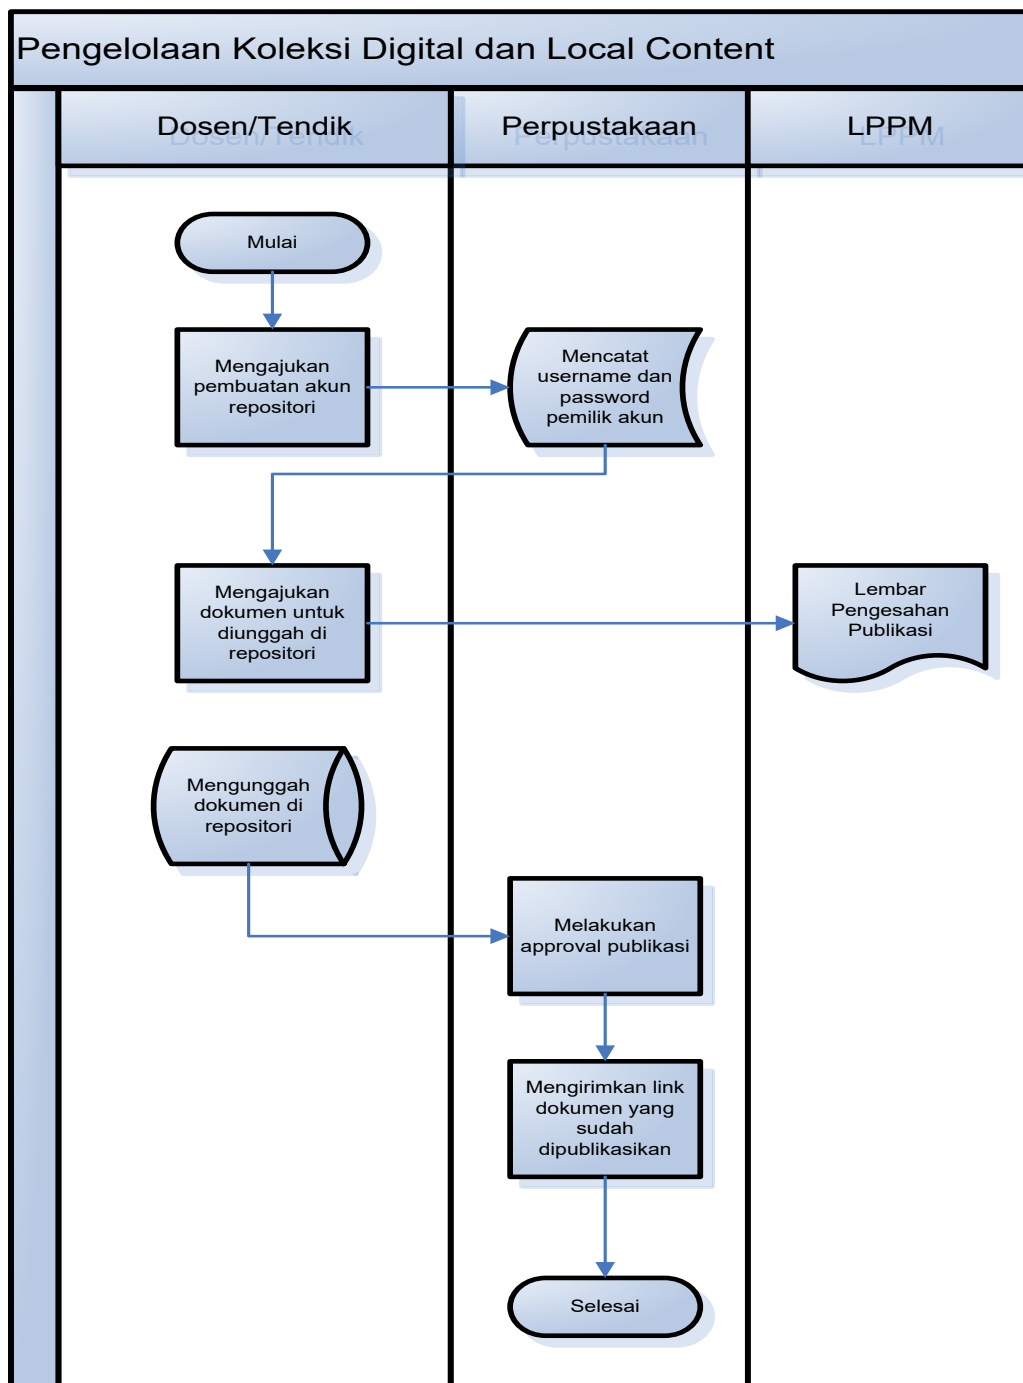 Pengelolaan Koleksi Digital dan Local Content
Dosen/Tendik
Perpustakaan
LPPM
Mulai
Mengajukan
pembuatan akun
repositori
Mencatat
username dan
password
pemilik akun
Mengajukan
dokumen untuk
diunggah di
repositori
Lembar
Pengesahan
Publikasi
Mengunggah
dokumen di
repositori
Melakukan
approval publikasi
Mengirimkan link
dokumen yang
sudah
dipublikasikan
Selesai